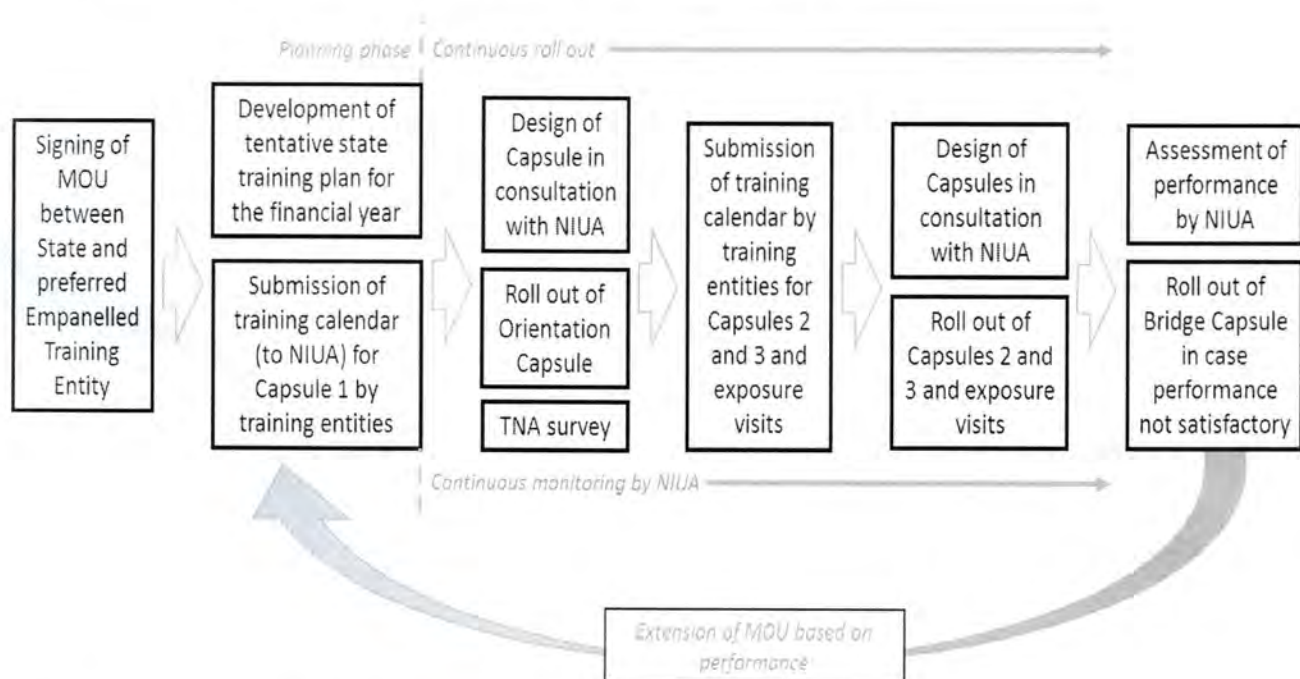 Planning phase
Continuous roll out
Signing of
MOU
between
State and
preferred
Empanelled
Training
Entity
Development of
tentative state
training plan for
the financial year
Submission of
training calendar
(to NIUA) for
Capsule 1 by
training entities
Design of
Capsule in
consultation
with NIUA
Roll out of
Orientation
Capsule
TNA survey
Submission
of training
calendar by
training
entities for
Capsules 2
and 3 and
exposure
visits
Design of
Capsules in
consultation
with NIUA
Roll out of
Capsules 2 and
3 and exposure
visits
Assessment of
performance
by NIUA
Roll out of
Bridge Capsule
in case
performance
not satisfactory
Continuous monitoring by NIUA
Extension of MOU based on
performance